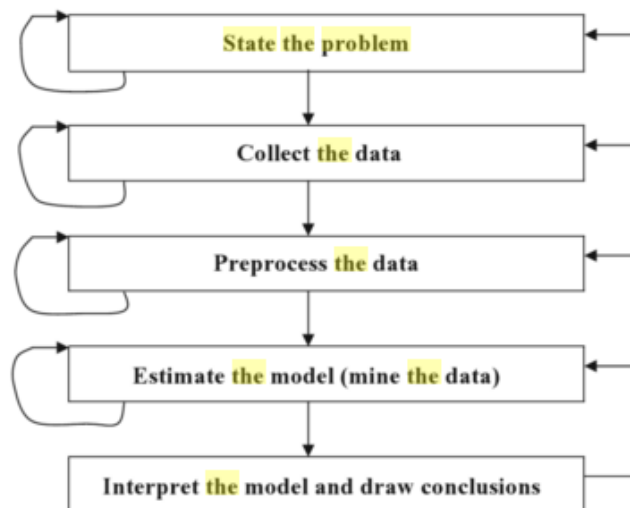 State the problem
Collect the data
Preprocess the data
Estimate the model (mine the data)
Interpret the model and draw conclusions